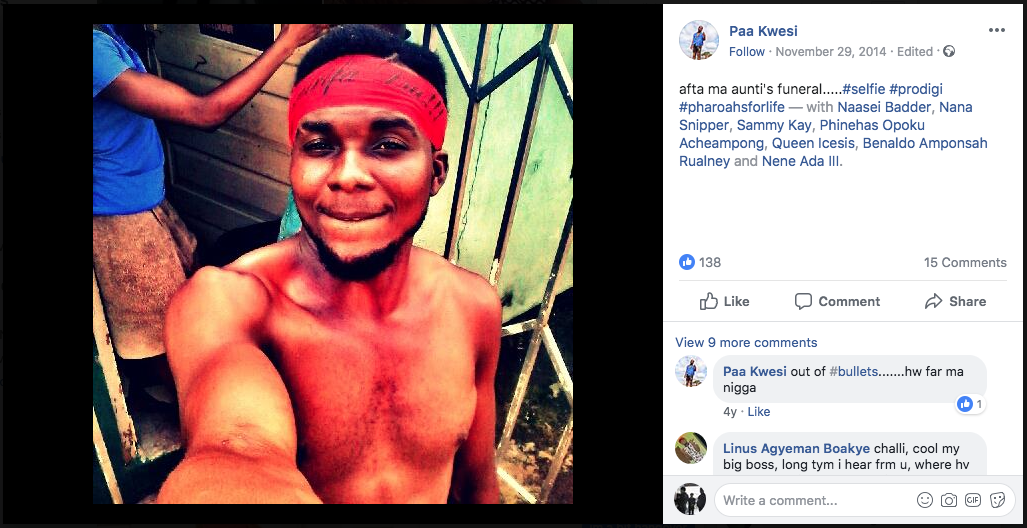 Paa Kwesi
Follow · November 29, 2014 · Edited ·
afta ma aunti's funeral.....#selfie #prodigi
#pharoahsforlife — with Naasei Badder, Nana
Snipper, Sammy Kay, Phinehas Opoku
Acheampong, Queen Icesis, Benaldo Amponsah
Rualney and Nene Ada III.
138
15 Comments
Like
Comment
Share
View 9 more comments
Paa Kwesi out of #bullets.......hw far ma
nigga
1
4y · Like
Linus Agyeman Boakye challi, cool my
big boss, long tym i hear frm u, where hv
Write a comment...
GIF